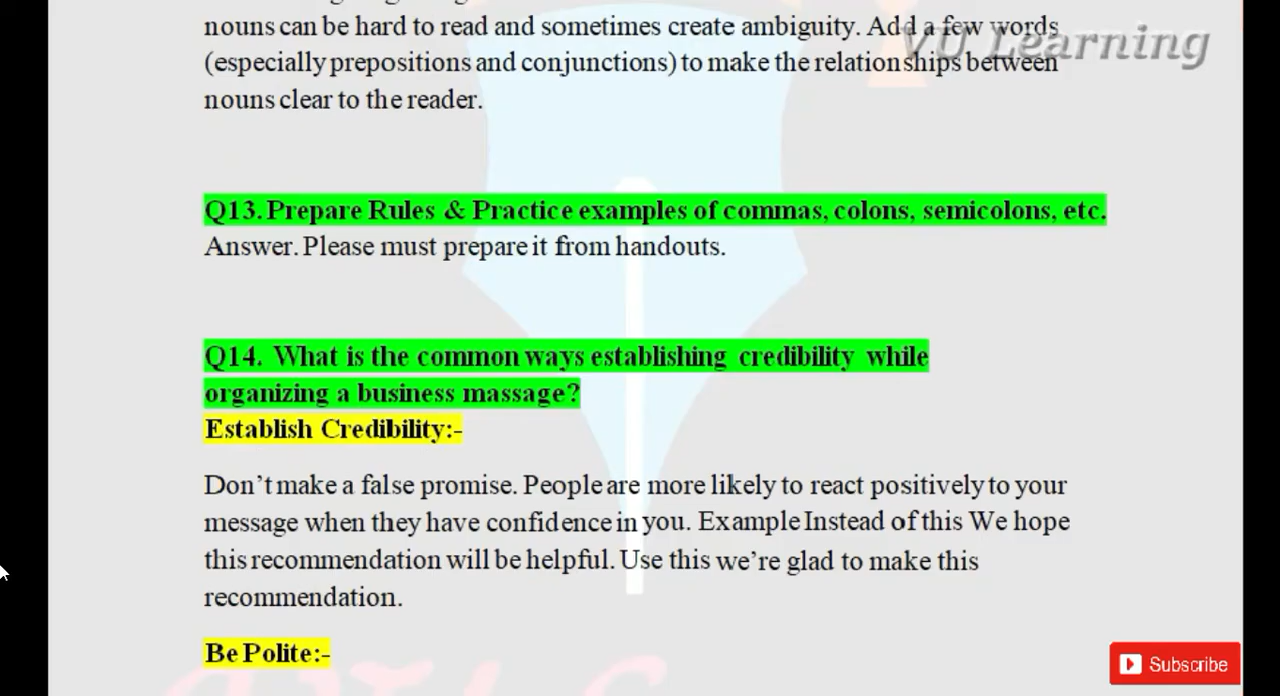 nouns can be hard to read and sometimes create ambiguity. Add a few words
VU Learning
(especially prepositions and conjunctions) to make the relationships between
nouns clear to the reader.
Q13. Prepare Rules & Practice examples of commas, colons, semicolons, etc.
Answer. Please must prepare it from handouts.
Q14. What is the common ways establishing credibility while
organizing a business massage?
Establish Credibility:-
Don't make a false promise. People are more likely to react positively to your
message when they have confidence in you. Example Instead of this We hope
this recommendation will be helpful. Use this we're glad to make this
recommendation.
Be Polite:-
Subscribe